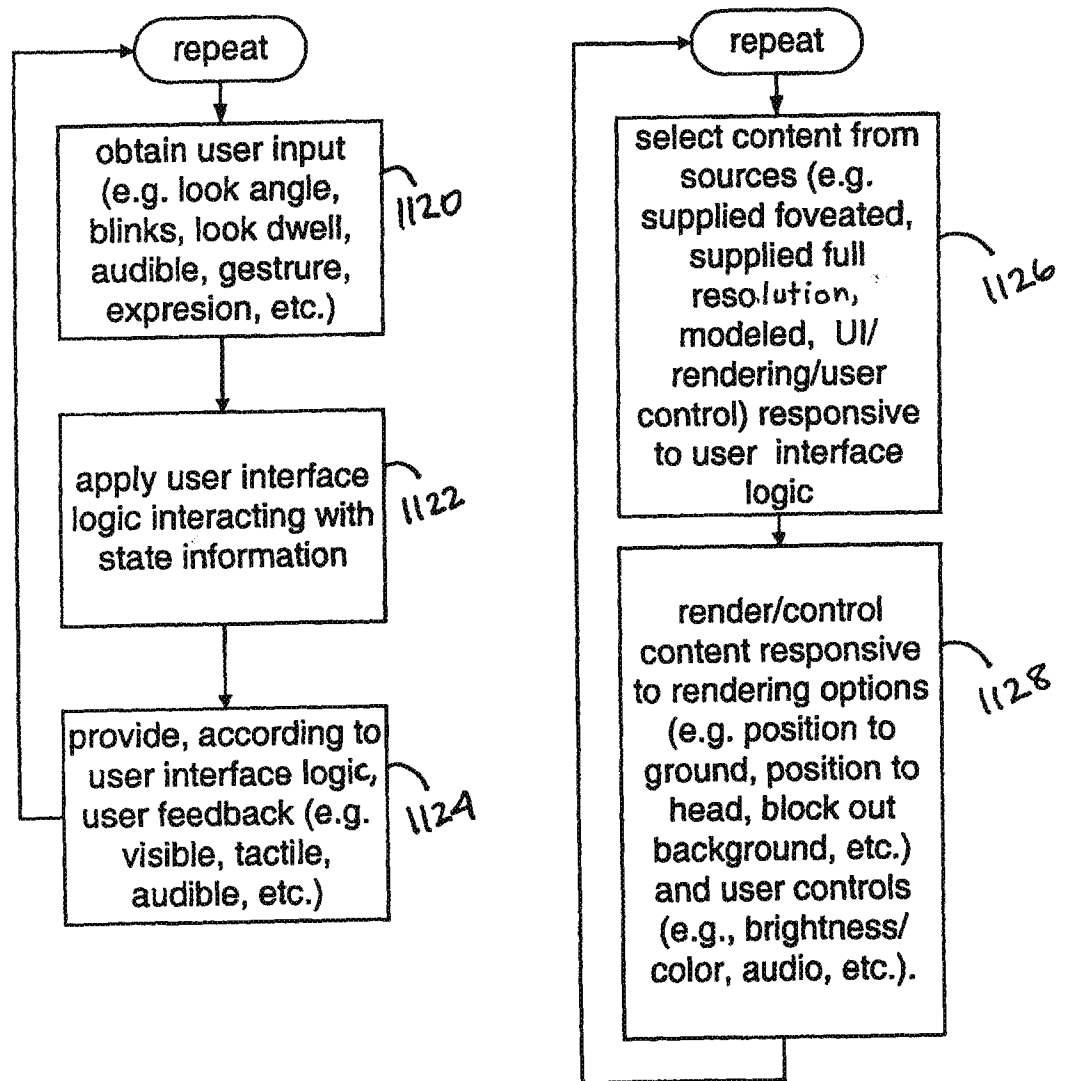 repeat
obtain user input
(e.g. look angle,
blinks, look dwell,
audible, gestrure,
expresion, etc.)
1120
apply user interface
logic interacting with
state information
1122
provide, according to
user interface logic,
user feedback (e.g.
visible, tactile,
audible, etc.)
1124
repeat
select content from
sources (e.g.
supplied foveated,
supplied full
resolution,
modeled, UI/
rendering/user
control) responsive
to user interface
logic
1126
render/control
content responsive
to rendering options
(e.g. position to
ground, position to
head, block out
background, etc.)
and user controls
(e.g., brightness/
color, audio, etc.).
1128